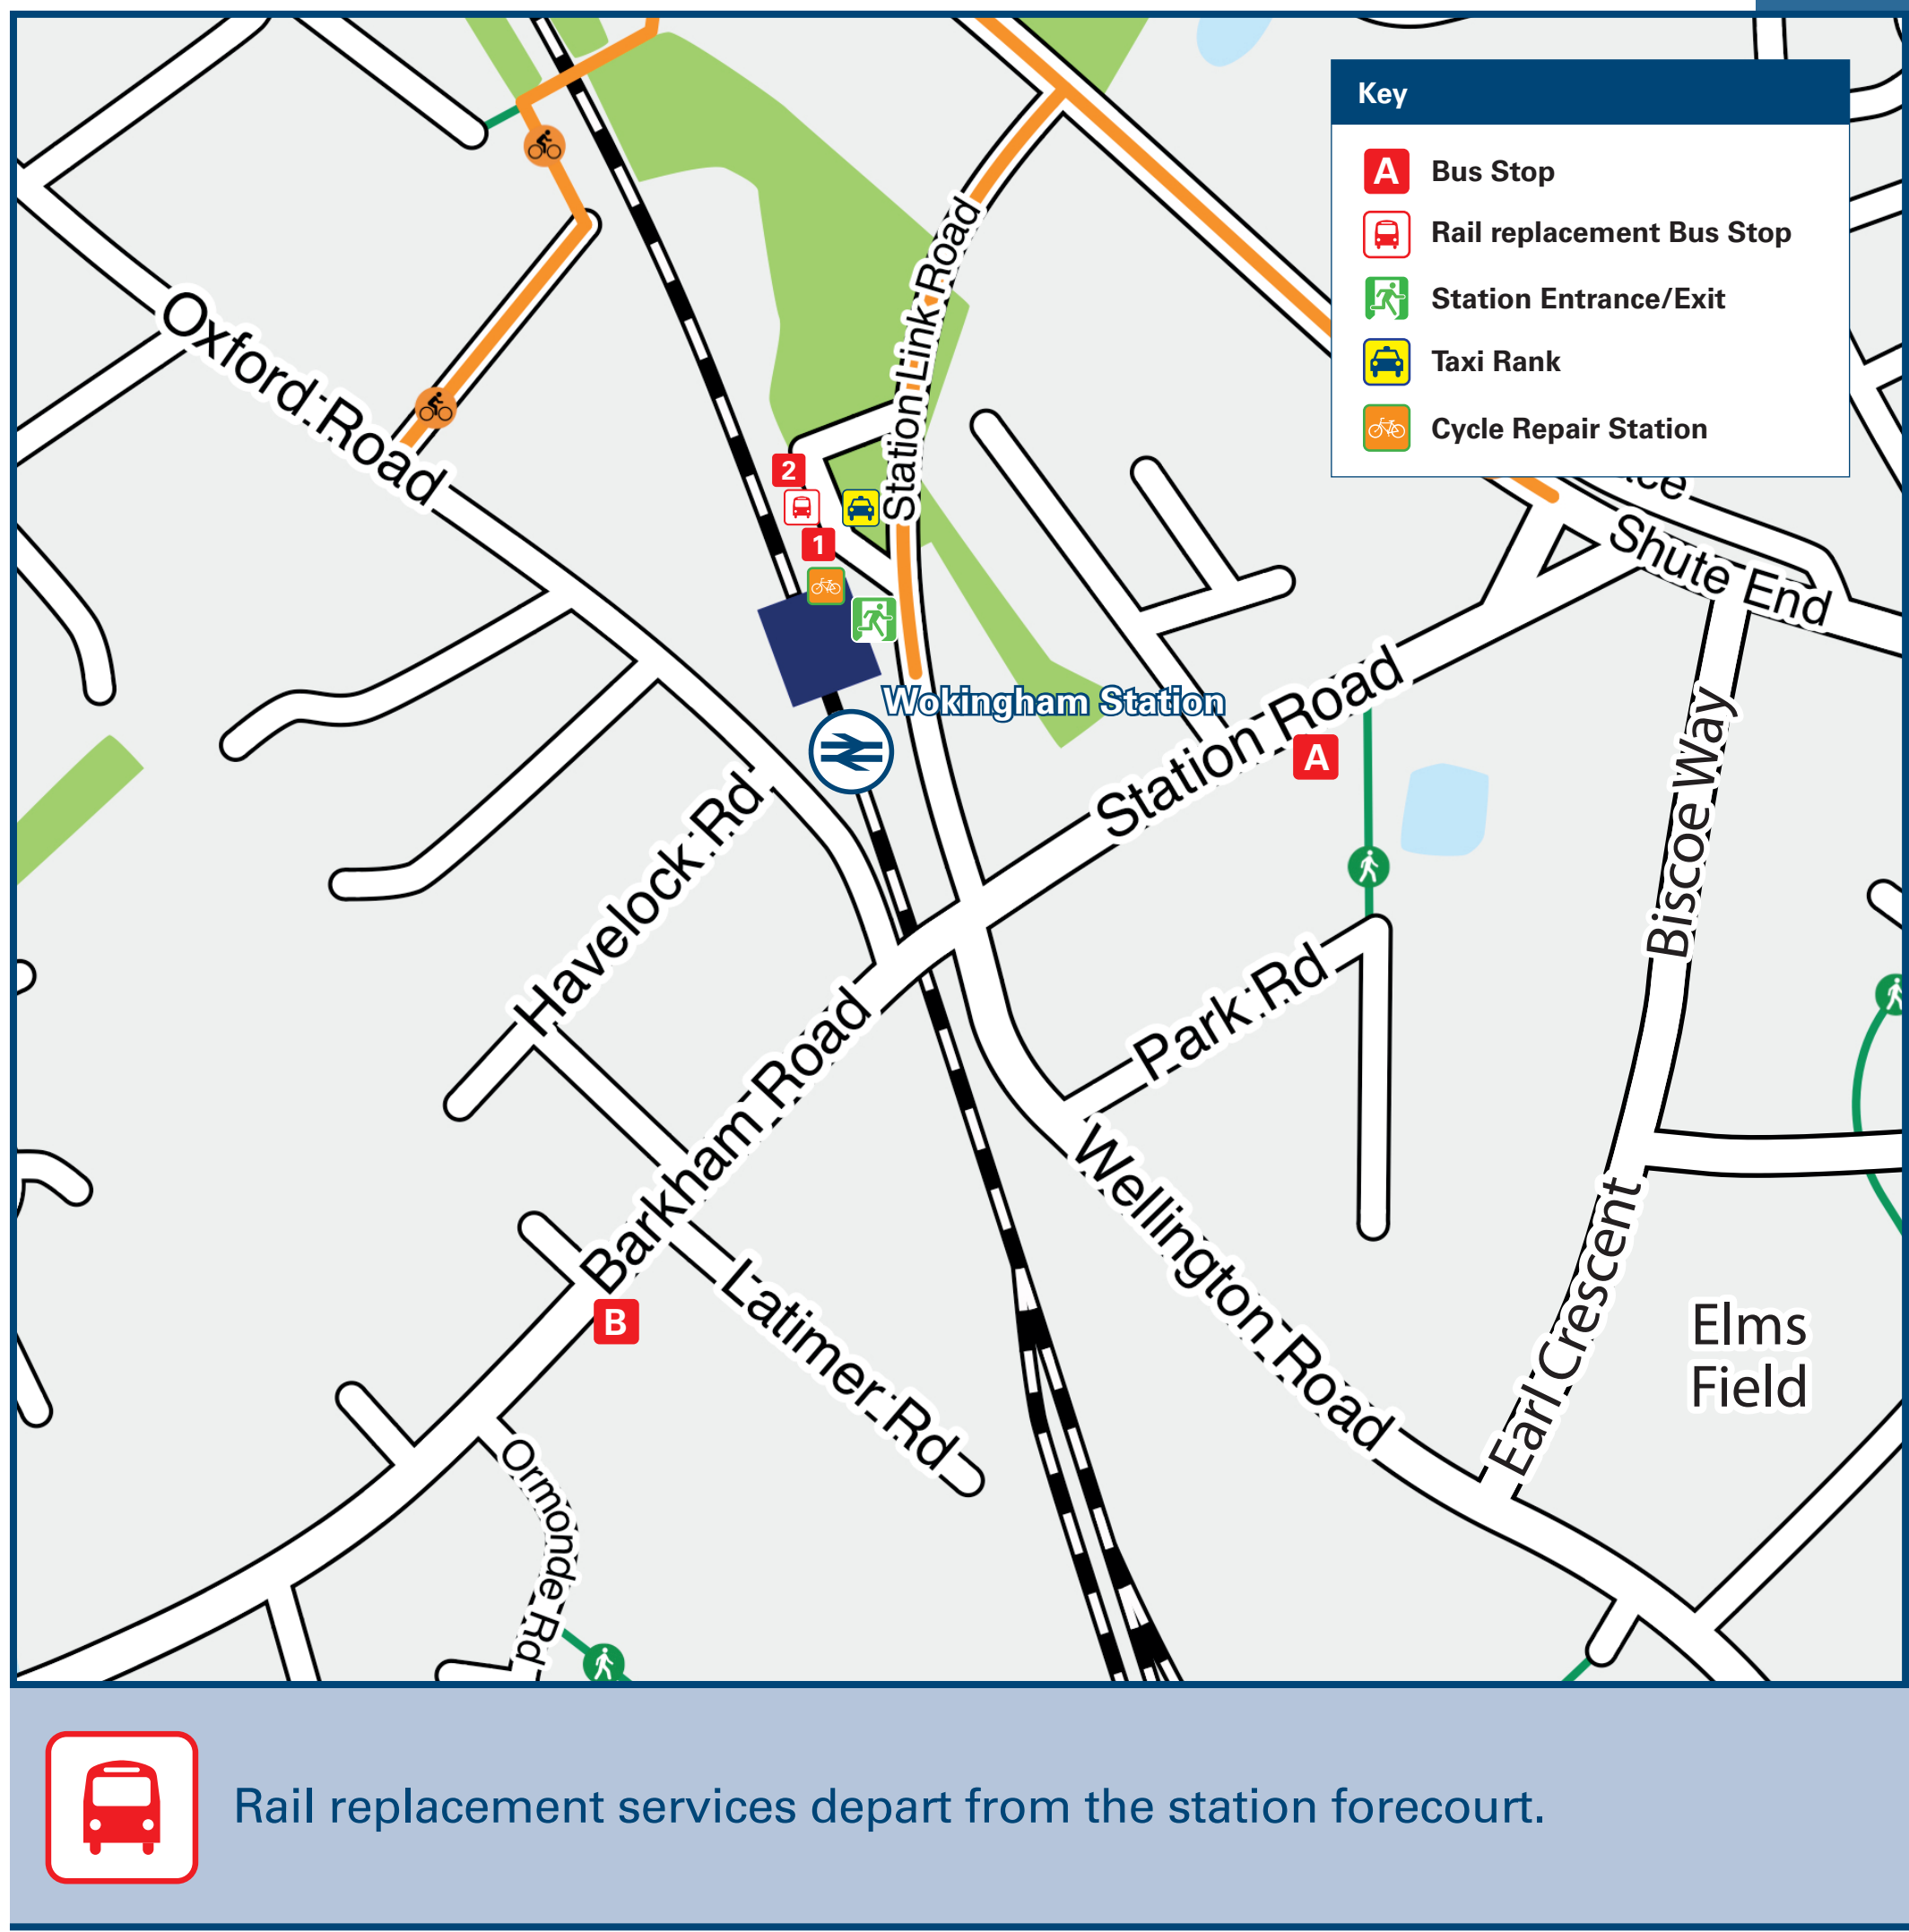 Key
A Bus Stop
Rail replacement Bus Stop
Station Entrance/Exit
Taxi Rank
Cycle Repair Station
Oxford Road
Station Link Road
2
1
Shute End
Wokingham Station
Station Road
A
Biscoe Way
Havelock Rd
Park Rd
Barkham Road
Wellington Road
Earl Crescent
B
Latimer Rd
Elms
Field
Ormonde Rd
Rail replacement services depart from the station forecourt.